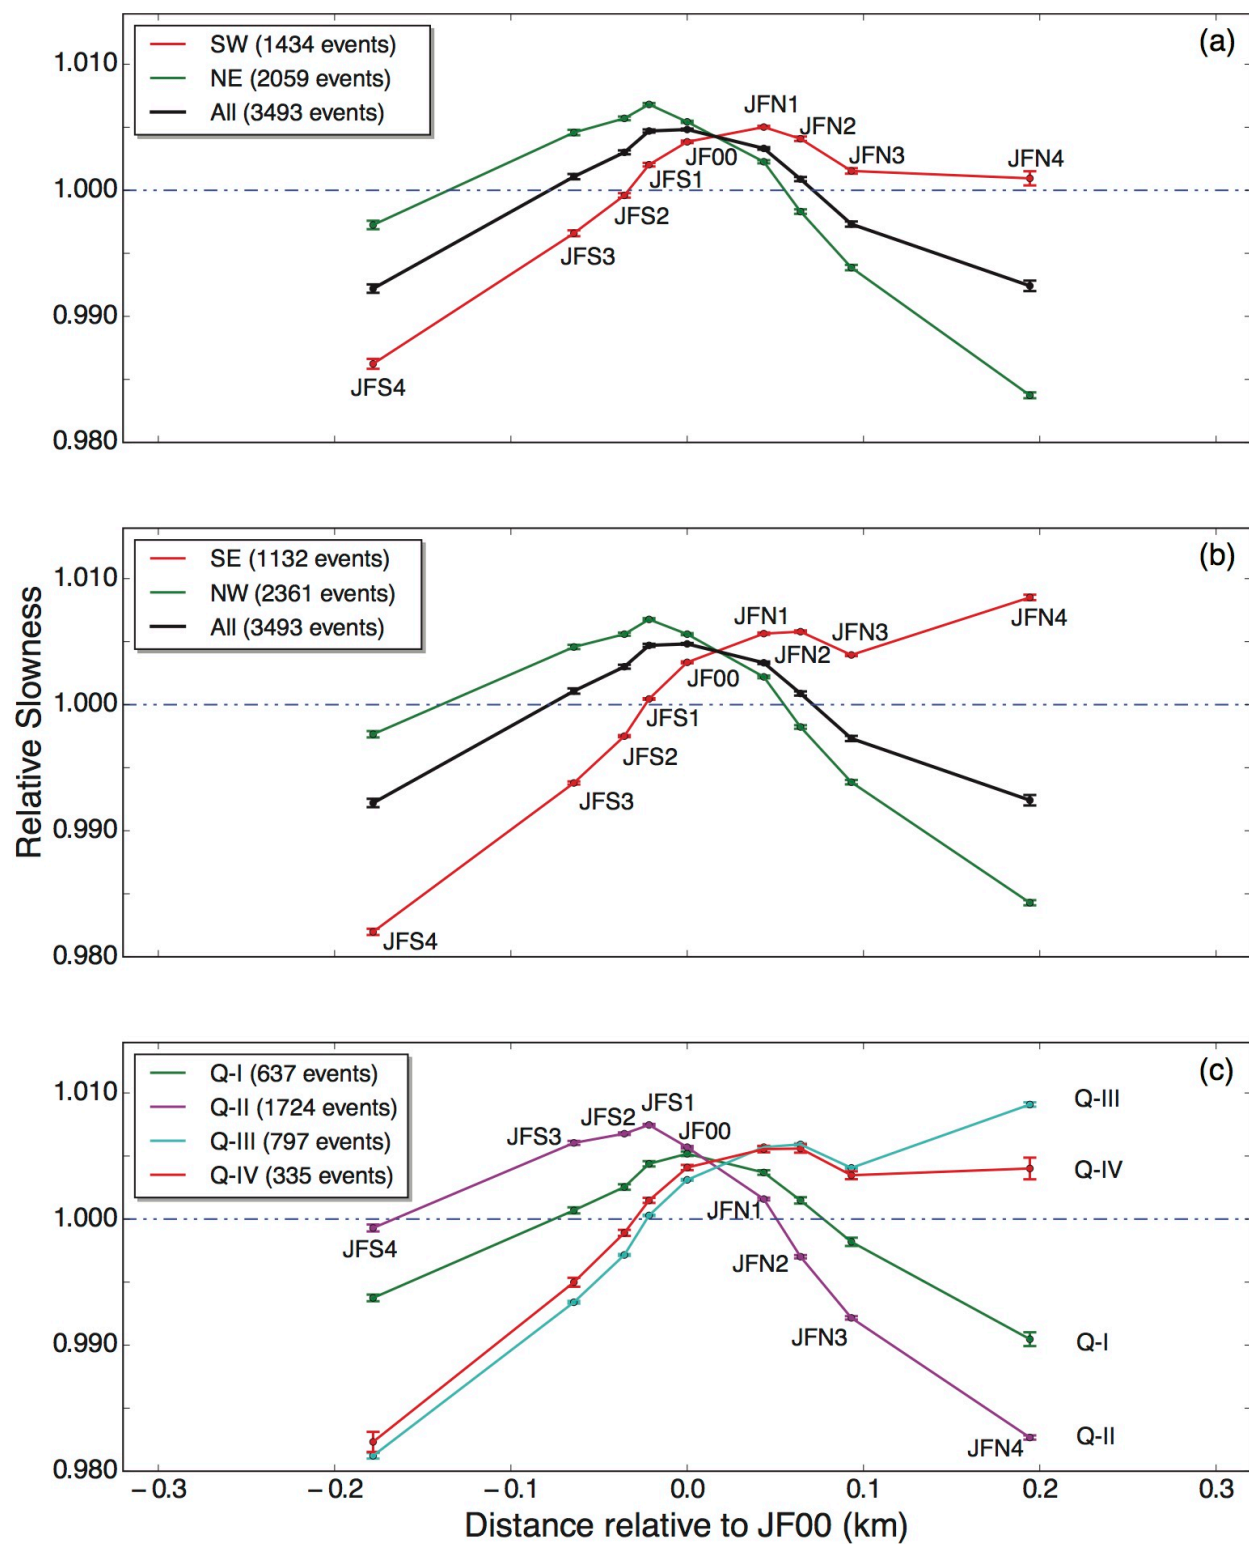 (a)
SW (1434 events)
NE (2059 events)
All (3493 events)
1.010
1.000
0.990
0.980
JFN1
JFN2
JFN3
JFN4
JF00
JFS1
JFS2
JFS3
JFS4
(b)
SE (1132 events)
NW (2361 events)
All (3493 events)
1.010
1.000
0.990
0.980
JFN1
JFN2
JFN3
JFN4
JF00
JFS1
JFS2
JFS3
JFS4
Relative Slowness
(c)
Q-I (637 events)
Q-II (1724 events)
Q-III (797 events)
Q-IV (335 events)
1.010
1.000
0.990
0.980
JFS1
JFS2
JFS3
JF00
JFS4
JFN1
JFN2
JFN3
JFN4
Q-III
Q-IV
Q-I
Q-II
−0.3 −0.2 −0.1 0.0 0.1 0.2 0.3
Distance relative to JF00 (km)